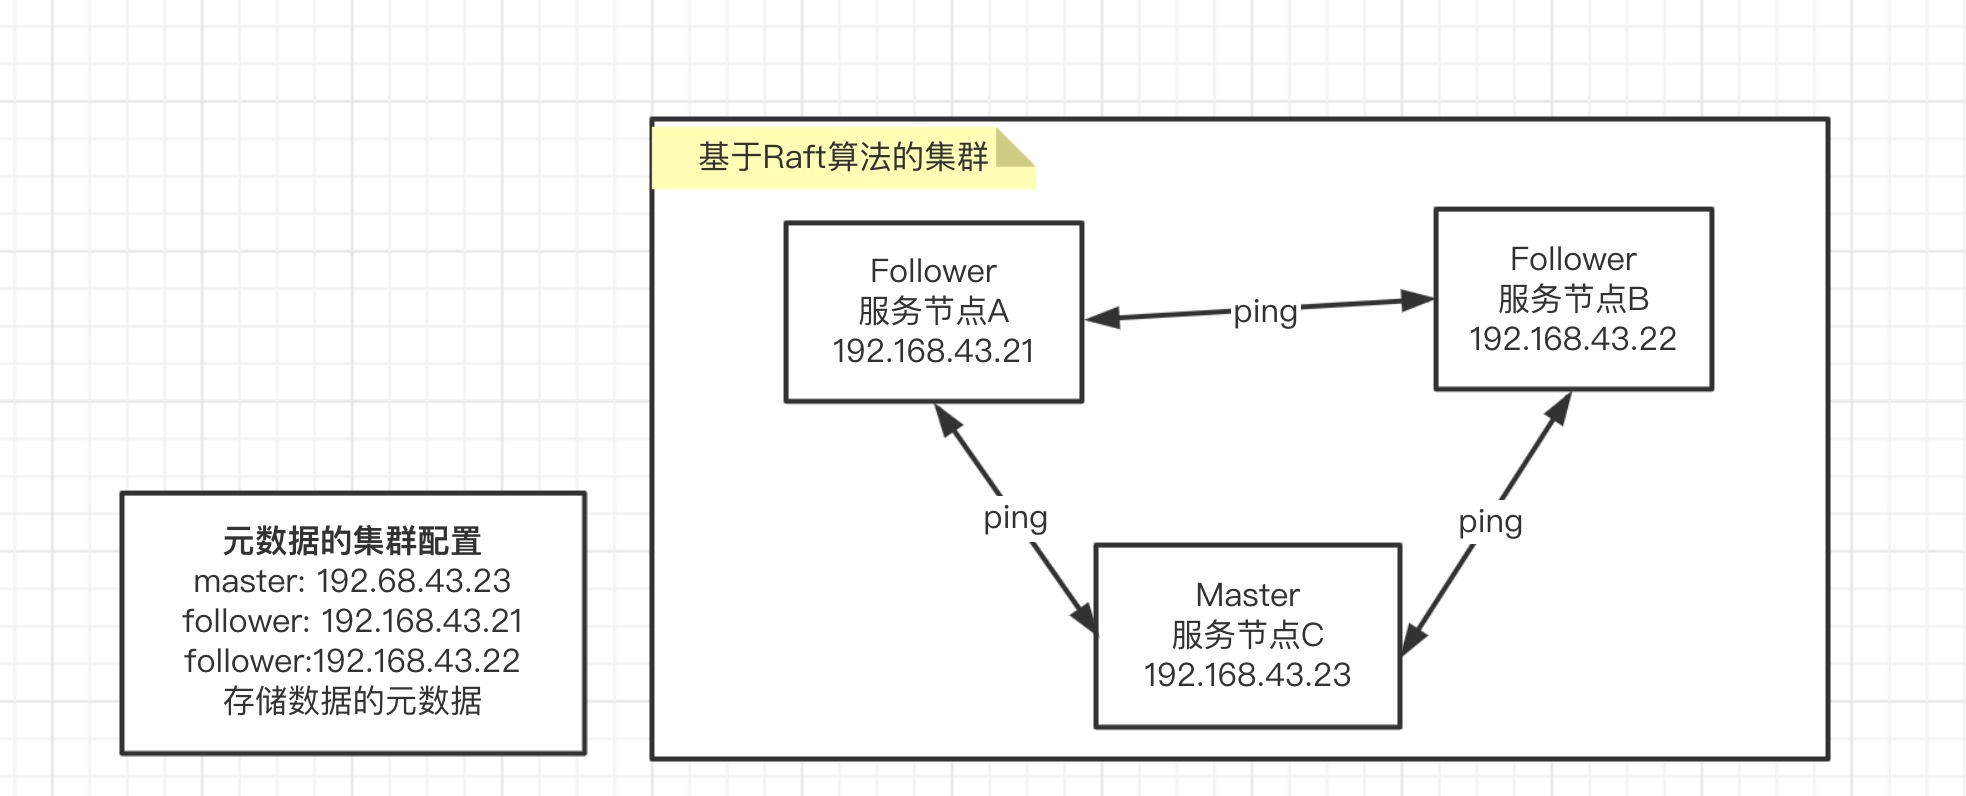 基于Raft算法的集群
Follower
服务节点A
192.168.43.21
ping
Follower
服务节点B
192.168.43.22
ping
ping
Master
服务节点C
192.168.43.23
元数据的集群配置
master: 192.68.43.23
follower: 192.168.43.21
follower:192.168.43.22
存储数据的元数据